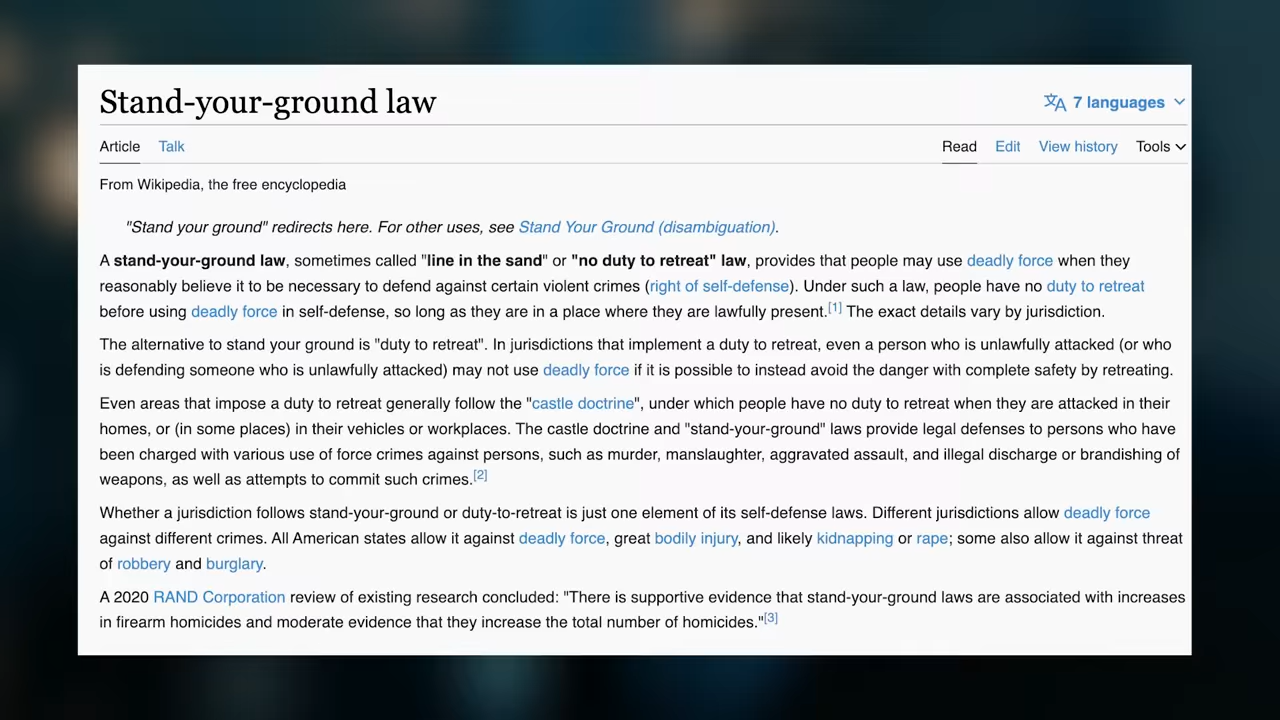 Stand-your-ground law
7 languages
Article Talk Read Edit View history Tools
From Wikipedia, the free encyclopedia
"Stand your ground" redirects here. For other uses, see Stand Your Ground (disambiguation).
A stand-your-ground law, sometimes called "line in the sand" or "no duty to retreat" law, provides that people may use deadly force when they
reasonably believe it to be necessary to defend against certain violent crimes (right of self-defense). Under such a law, people have no duty to retreat
before using deadly force in self-defense, so long as they are in a place where they are lawfully present.[1] The exact details vary by jurisdiction.
The alternative to stand your ground is "duty to retreat". In jurisdictions that implement a duty to retreat, even a person who is unlawfully attacked (or who
is defending someone who is unlawfully attacked) may not use deadly force if it is possible to instead avoid the danger with complete safety by retreating.
Even areas that impose a duty to retreat generally follow the "castle doctrine", under which people have no duty to retreat when they are attacked in their
homes, or (in some places) in their vehicles or workplaces. The castle doctrine and "stand-your-ground" laws provide legal defenses to persons who have
been charged with various use of force crimes against persons, such as murder, manslaughter, aggravated assault, and illegal discharge or brandishing of
weapons, as well as attempts to commit such crimes.[2]
Whether a jurisdiction follows stand-your-ground or duty-to-retreat is just one element of its self-defense laws. Different jurisdictions allow deadly force
against different crimes. All American states allow it against deadly force, great bodily injury, and likely kidnapping or rape; some also allow it against threat
of robbery and burglary.
A 2020 RAND Corporation review of existing research concluded: "There is supportive evidence that stand-your-ground laws are associated with increases
in firearm homicides and moderate evidence that they increase the total number of homicides."[3]